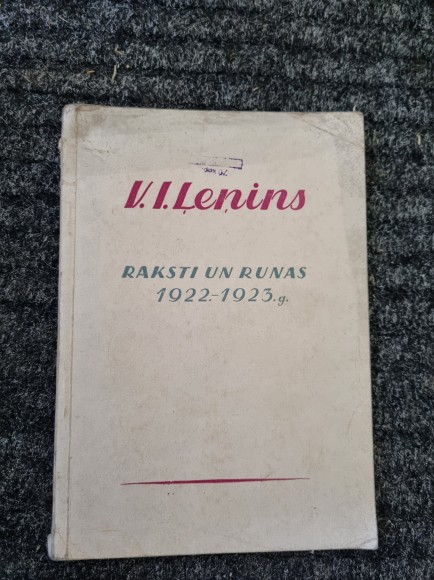 V. I. Ļeņins
RAKSTI UN RUNAS
1922.-1923. g.